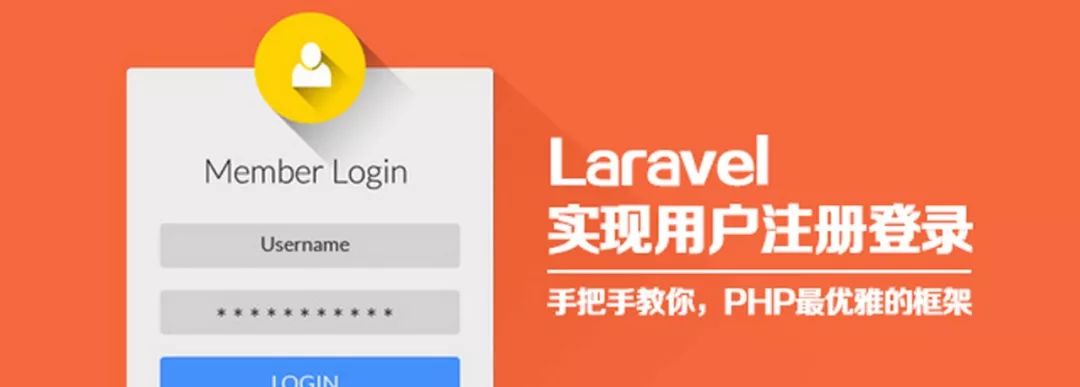 Member Login
Username
***********
LOGIN
Laravel
实现用户注册登录
手把手教你，PHP最优雅的框架